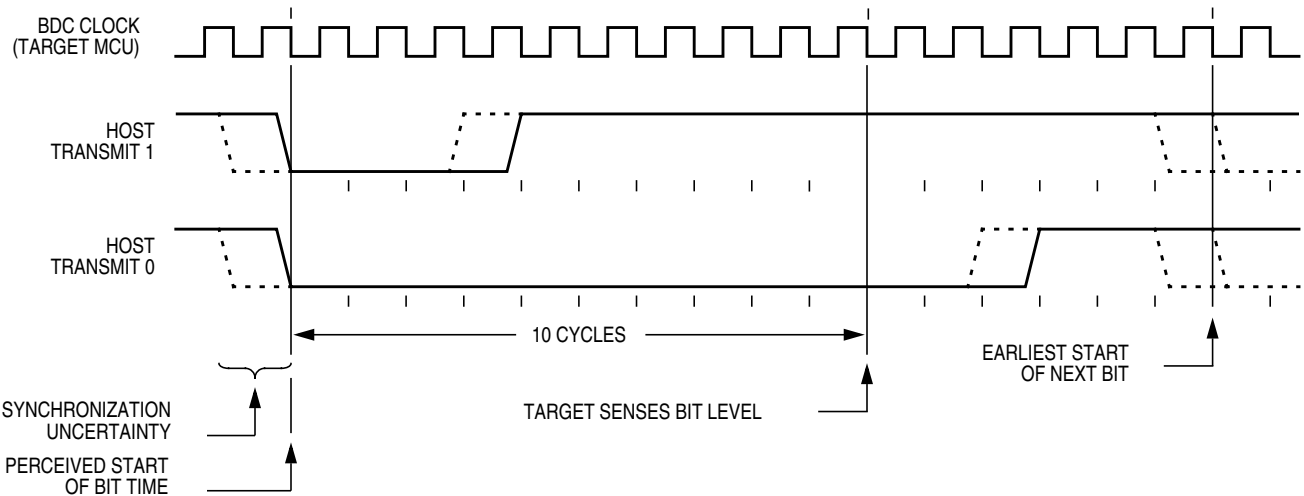 BDC CLOCK
(TARGET MCU)
HOST
TRANSMIT 1
HOST
TRANSMIT 0
10 CYCLES
EARLIEST START
OF NEXT BIT
SYNCHRONIZATION
UNCERTAINTY
TARGET SENSES BIT LEVEL
PERCEIVED START
OF BIT TIME